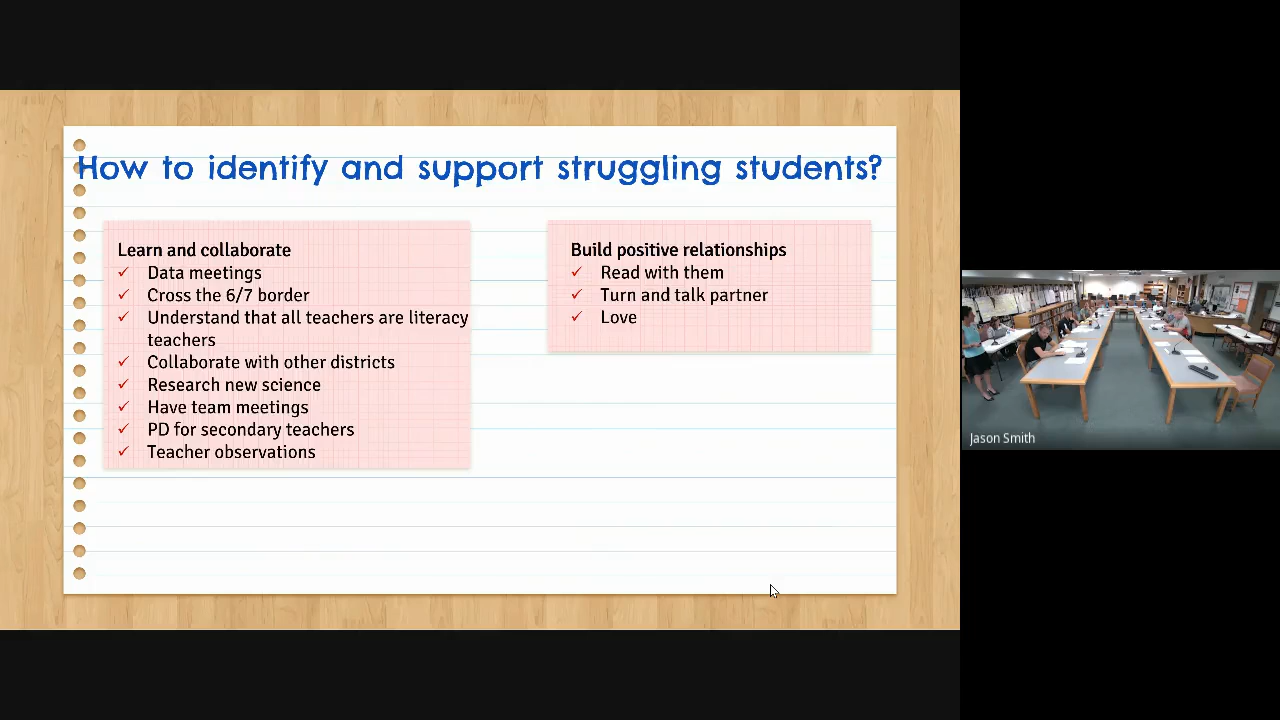 How to identify and support struggling students?
Learn and collaborate
✓ Data meetings
✓ Cross the 6/7 border
✓ Understand that all teachers are literacy
teachers
✓ Collaborate with other districts
✓ Research new science
✓ Have team meetings
✓ PD for secondary teachers
✓ Teacher observations
Build positive relationships
✓ Read with them
✓ Turn and talk partner
✓ Love
Jason Smith